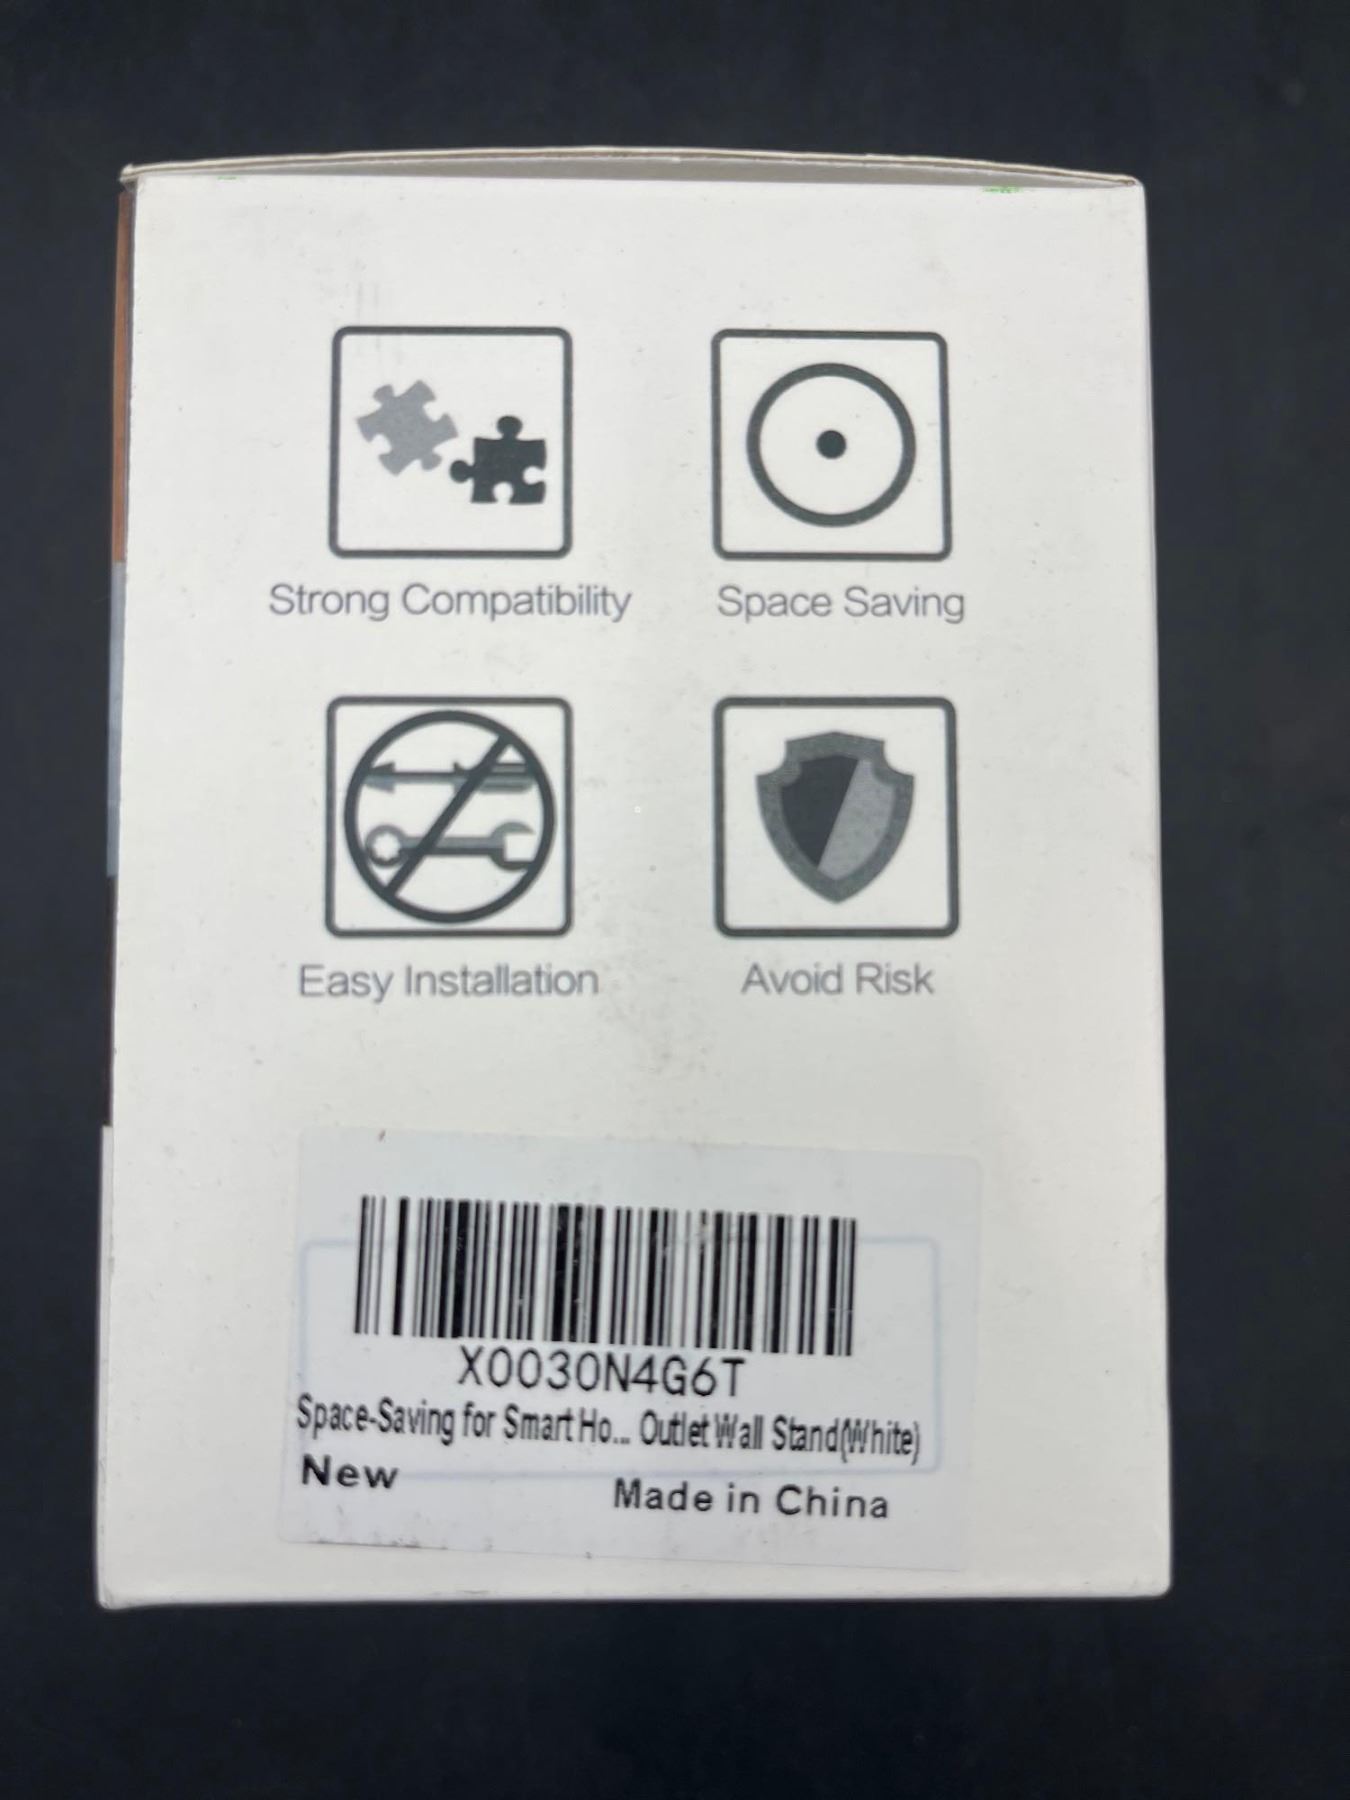 Strong Compatibility
Space Saving
Easy Installation
Avoid Risk
X0030N4G6T
Space-Saving for Smart Ho... Outlet Wall Stand(White)
New
Made in China